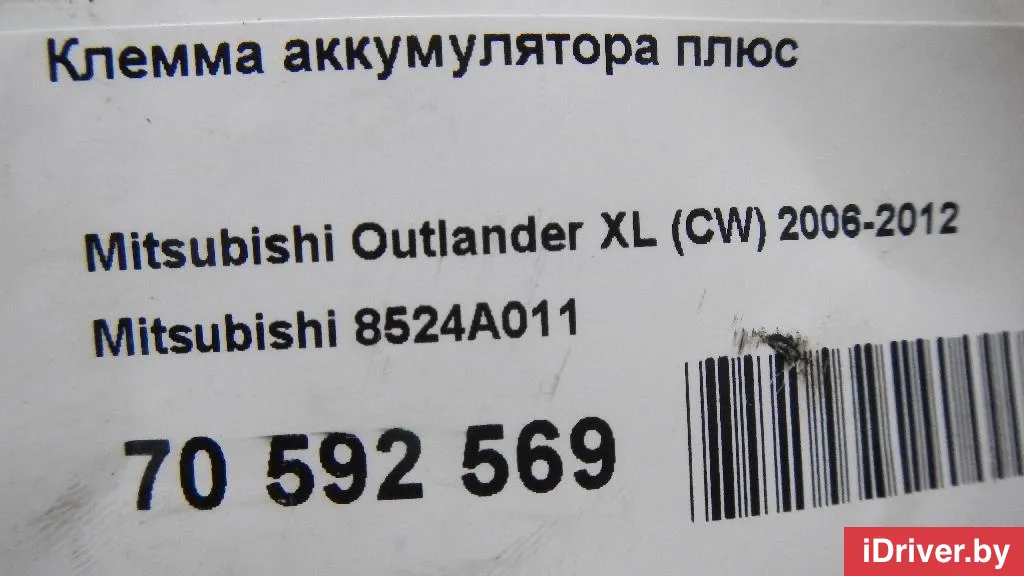 Клемма аккумулятора плюс
Mitsubishi Outlander XL (CW) 2006-2012
Mitsubishi 8524A011
70 592 569
iDriver.by